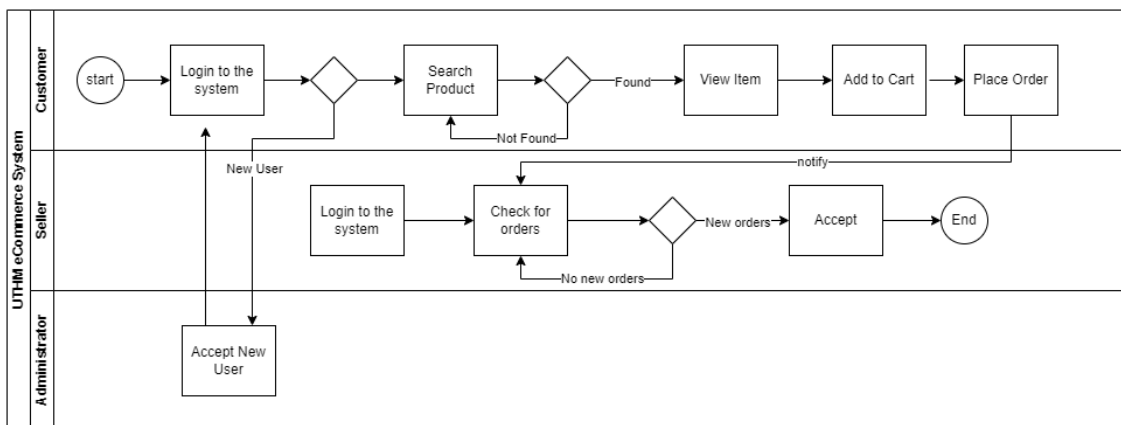 UTHM eCommerce System
Customer
start
Login to the
system
Search
Product
Found
View Item
Add to Cart
Place Order
Not Found
New User
notify
Seller
Login to the
system
Check for
orders
New orders
Accept
End
No new orders
Administrator
Accept New
User